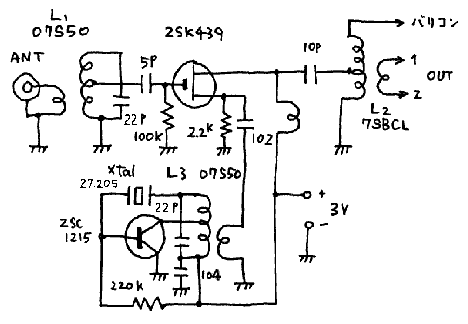 L1
07S50
2SK439
10P
バリコン
ANT
5P
1
OUT
2
22P
100K
2.2k
102
L2
7SBCL
L3 07S50
Xtal
27.205
22P
+
3V
-
2SC
1215
104
220k